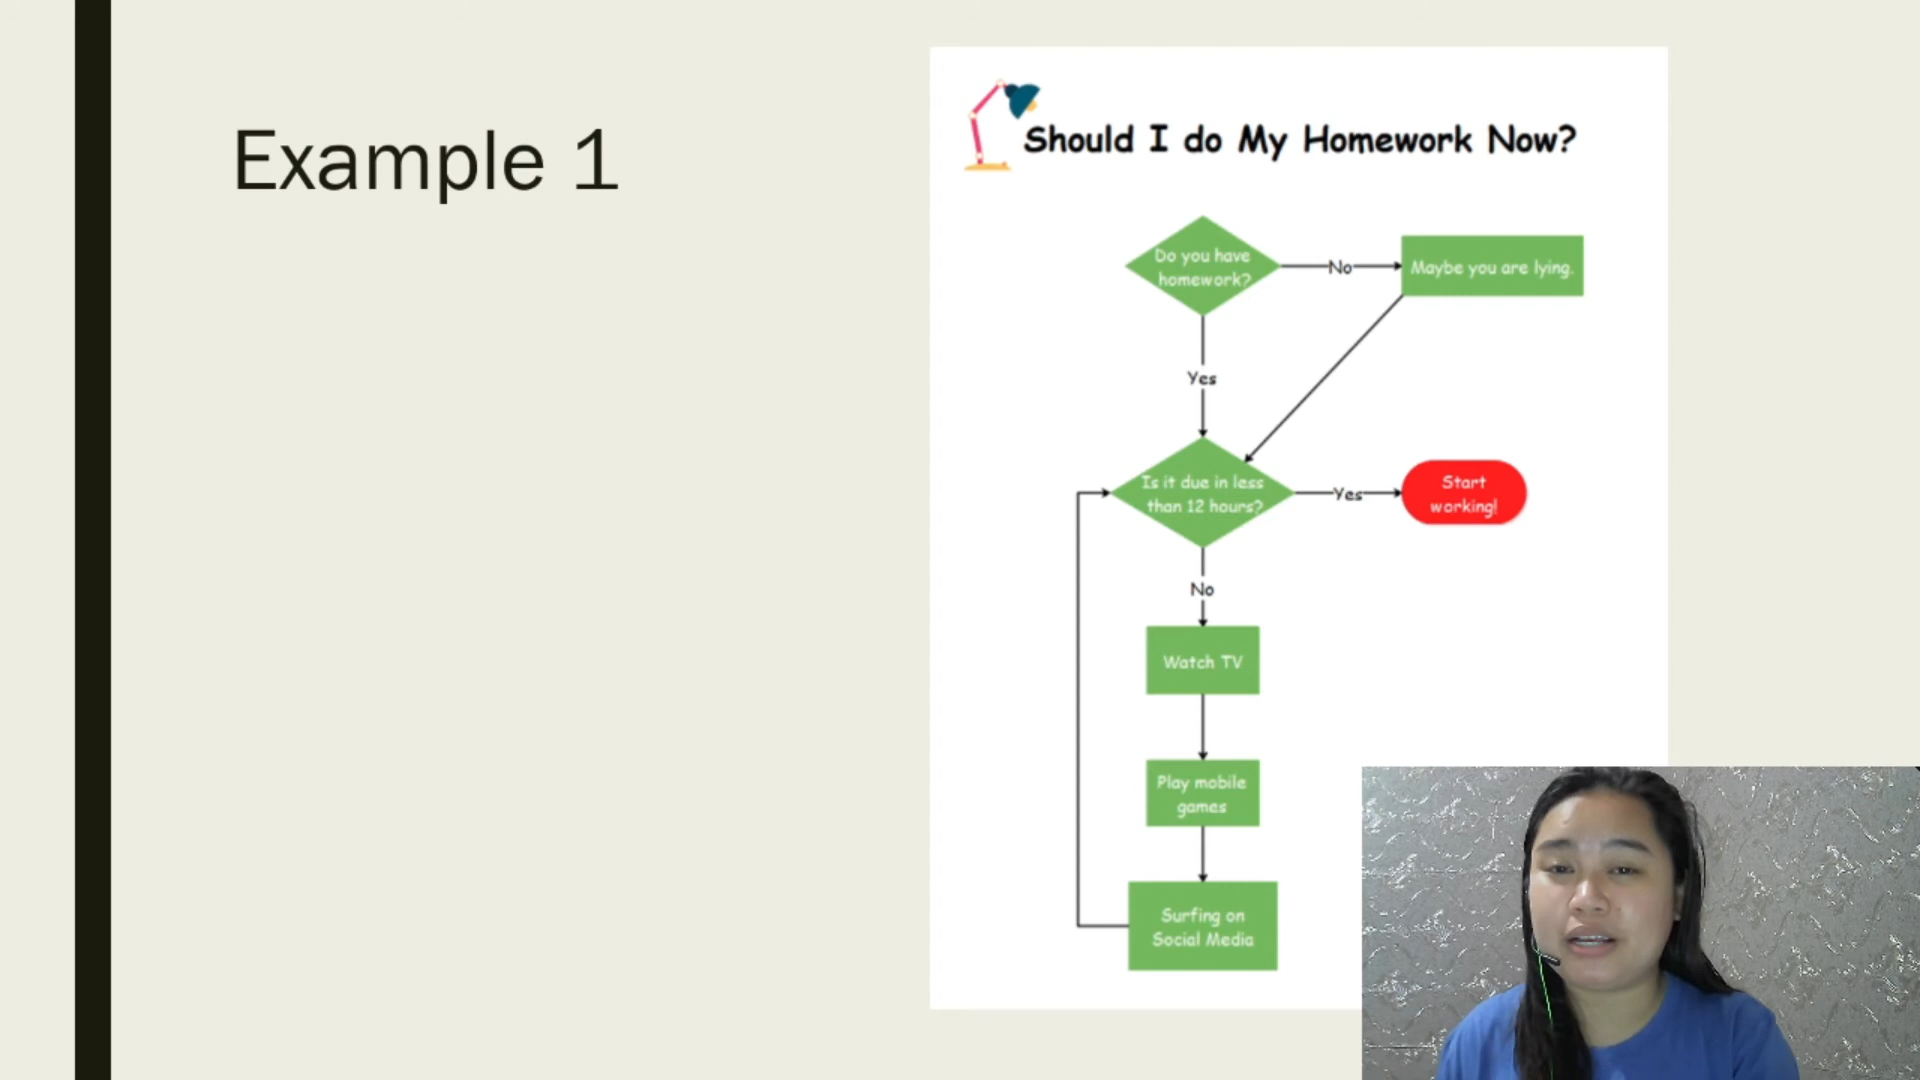 Example 1
Should I do My Homework Now?
Do you have
homework?
No
Maybe you are lying.
Yes
Is it due in less
than 12 hours?
Yes
Start
working!
No
Watch TV
Play mobile
games
Surfing on
Social Media